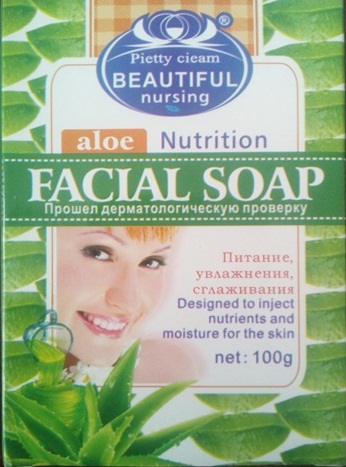 Pietty cieam
BEAUTIFUL
nursing
®
aloe Nutrition
FACIAL SOAP
Прошел дерматологическую проверку
Питание,
увлажнения,
сглаживания
Designed to inject
nutrients and
moisture for the skin
net: 100g